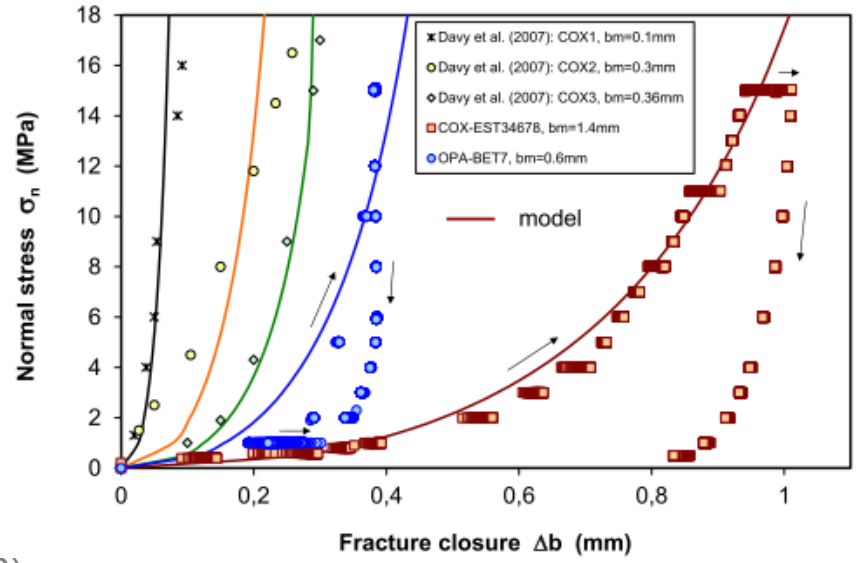 18
16
14
12
10
8
6
4
2
0
Normal stress σn (MPa)
Davy et al. (2007): COX1, bm=0.1mm
Davy et al. (2007): COX2, bm=0.3mm
Davy et al. (2007): COX3, bm=0.36mm
COX-EST34678, bm=1.4mm
OPA-BET7, bm=0.6mm
model
0
0,2
0,4
0,6
0,8
1
Fracture closure Δb (mm)